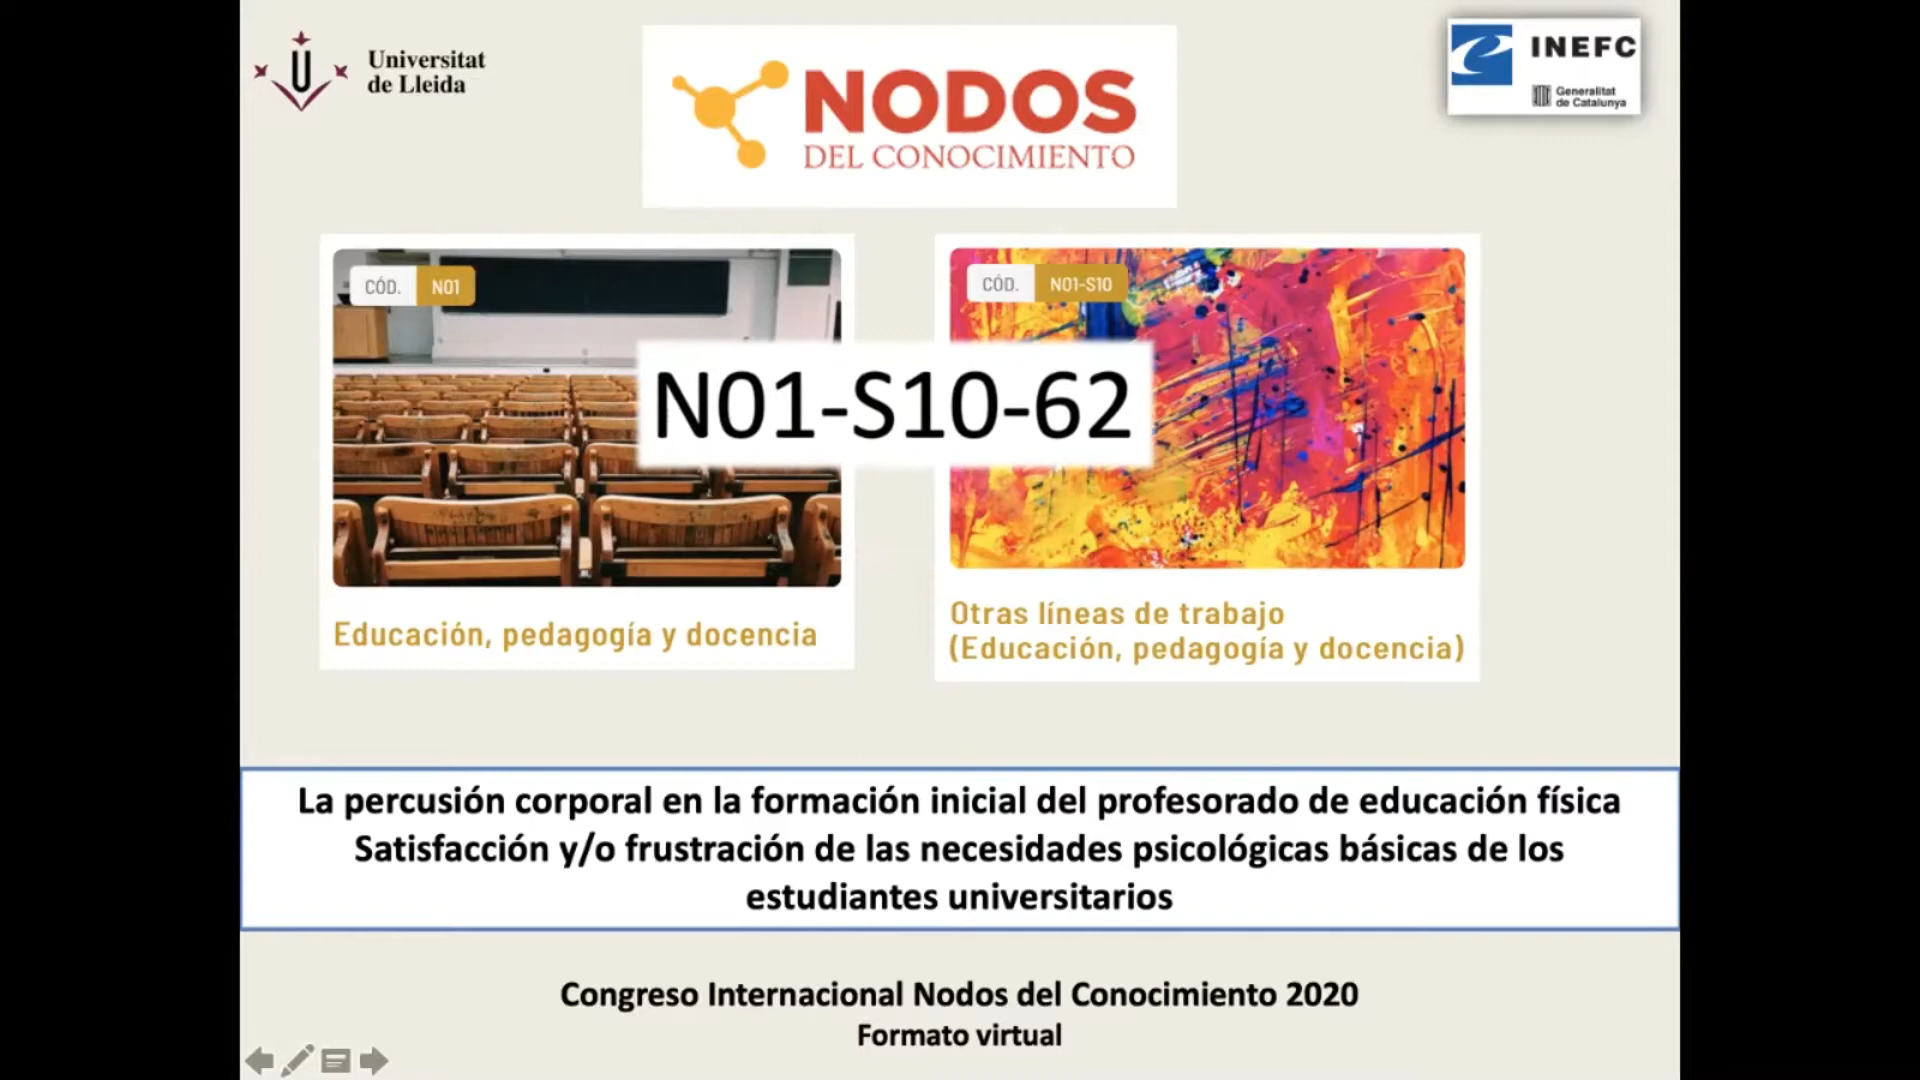 Universitat
de Lleida
NODOS
DEL CONOCIMIENTO
INEFC
Generalitat
de Catalunya
CÓD. N01
CÓD. N01-S10
N01-S10-62
Educación, pedagogía y docencia
Otras líneas de trabajo
(Educación, pedagogía y docencia)
La percusión corporal en la formación inicial del profesorado de educación física
Satisfacción y/o frustración de las necesidades psicológicas básicas de los
estudiantes universitarios
Congreso Internacional Nodos del Conocimiento 2020
Formato virtual